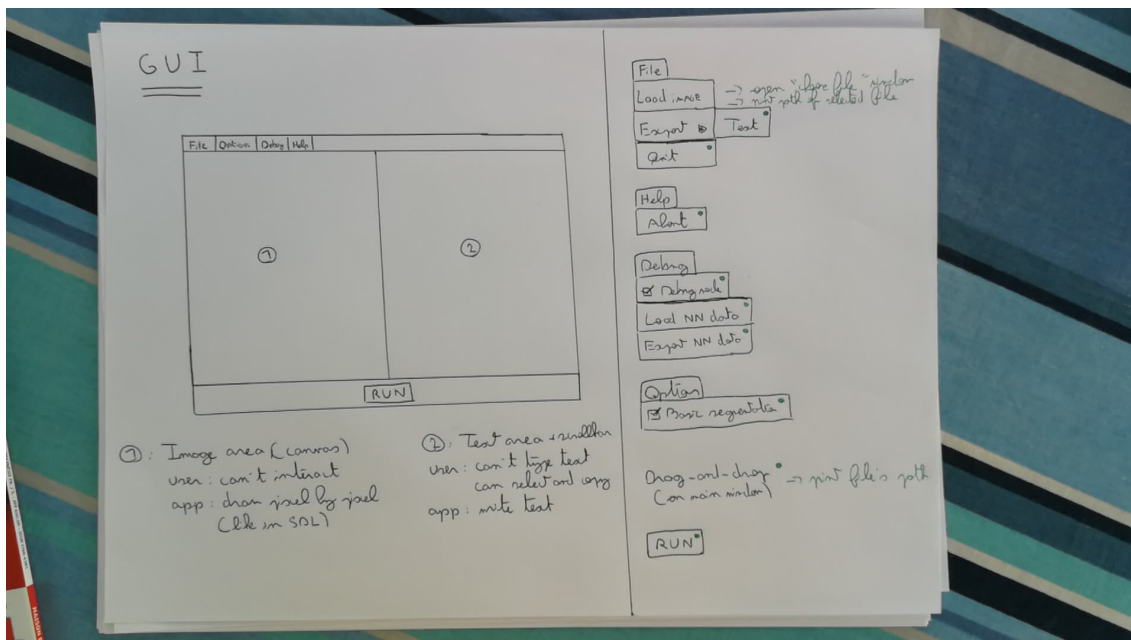 GUI
File Option Debug Help
①
②
RUN
①: Image area (canvas)
user: can't interact
app: draw pixel by pixel
(like in SDL)
②: Text area + scrollbar
user: can't type text
can select and copy
app: write text
File
Load image → open "choose file" window
→ print path of selected file
Export ▷ Text
Quit
Help
About
Debug
☑ Debug mode
Load NN data
Export NN data
Option
☑ Basic segmentation
Drag-and-drop → print file's path
(on main window)
RUN